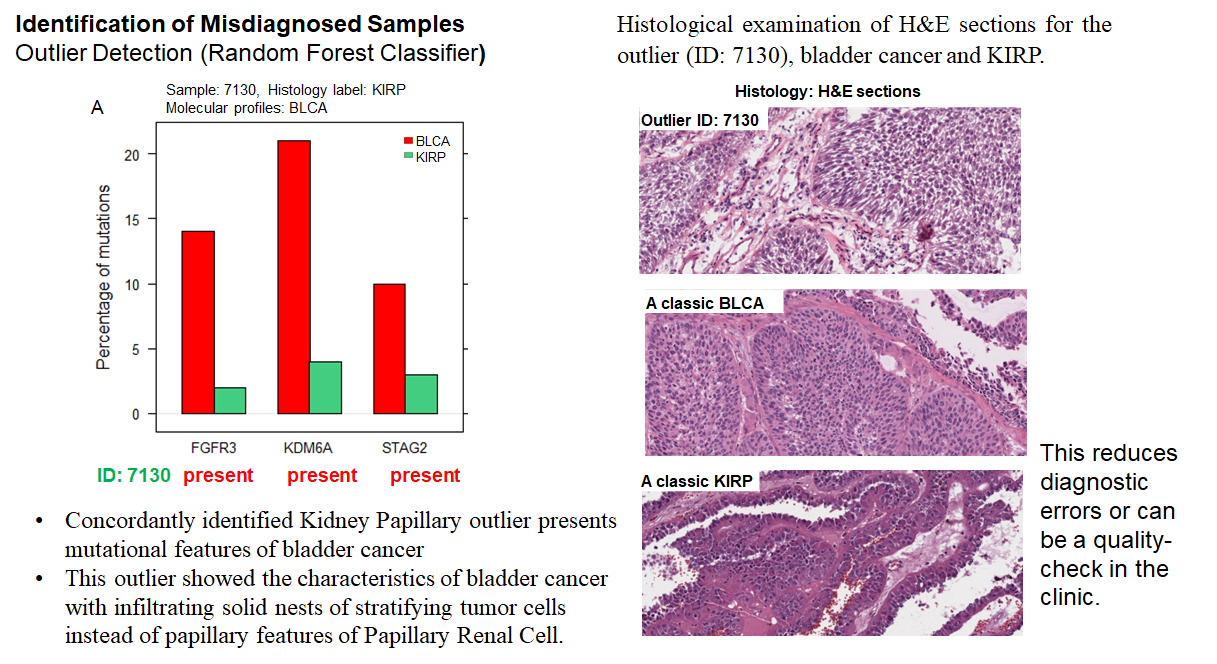 Identification of Misdiagnosed Samples
Outlier Detection (Random Forest Classifier)
A
Sample: 7130, Histology label: KIRP
Molecular profiles: BLCA
BLCA
KIRP
Percentage of mutations
20
15
10
5
0
FGFR3 KDM6A STAG2
ID: 7130 present present present
• Concordantly identified Kidney Papillary outlier presents
mutational features of bladder cancer
• This outlier showed the characteristics of bladder cancer
with infiltrating solid nests of stratifying tumor cells
instead of papillary features of Papillary Renal Cell.
Histological examination of H&E sections for the
outlier (ID: 7130), bladder cancer and KIRP.
Histology: H&E sections
Outlier ID: 7130
A classic BLCA
A classic KIRP
This reduces
diagnostic
errors or can
be a quality-
check in the
clinic.